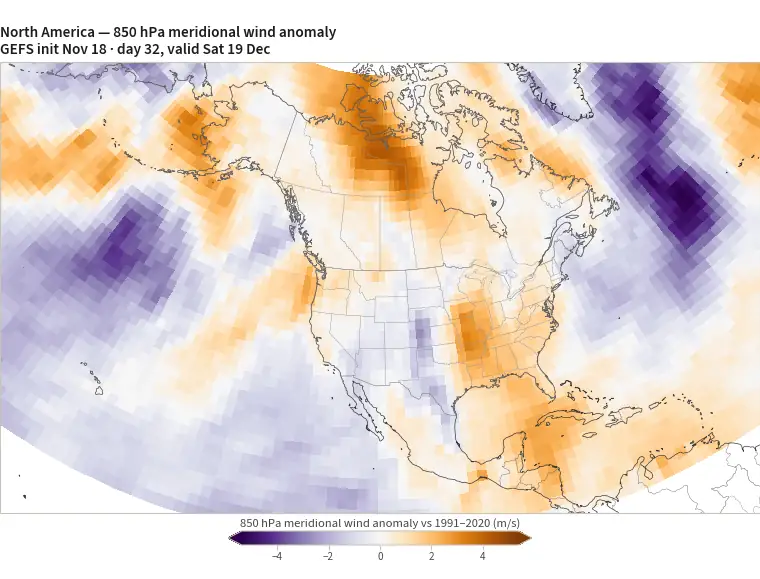 North America — 850 hPa meridional wind anomaly
GEFS init Nov 18 · day 32, valid Sat 19 Dec
850 hPa meridional wind anomaly vs 1991–2020 (m/s)
−4 −2 0 2 4